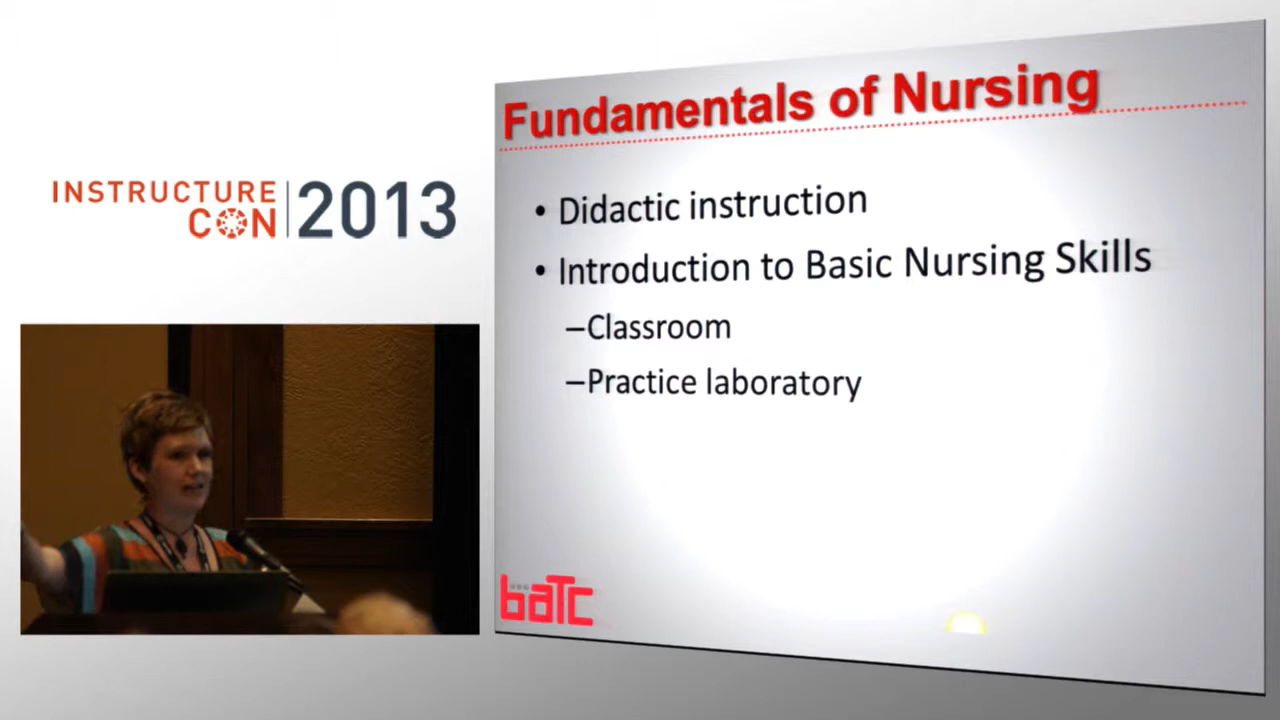 INSTRUCTURE
CON 2013
Fundamentals of Nursing
• Didactic instruction
• Introduction to Basic Nursing Skills
–Classroom
–Practice laboratory
baTc